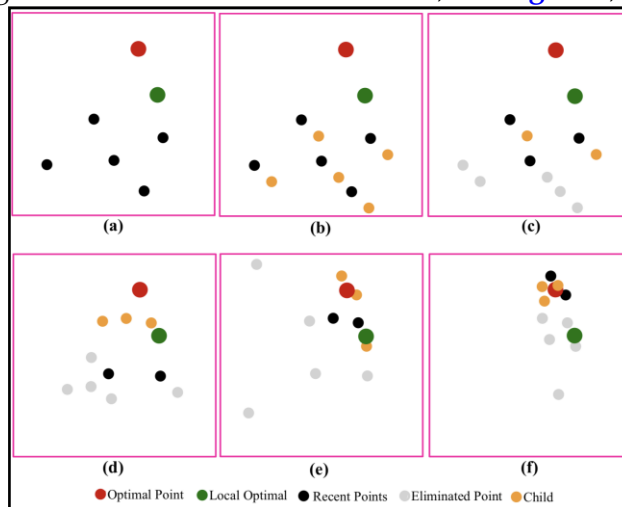 (a) (b) (c)
(d) (e) (f)
Optimal Point Local Optimal Recent Points Eliminated Point Child